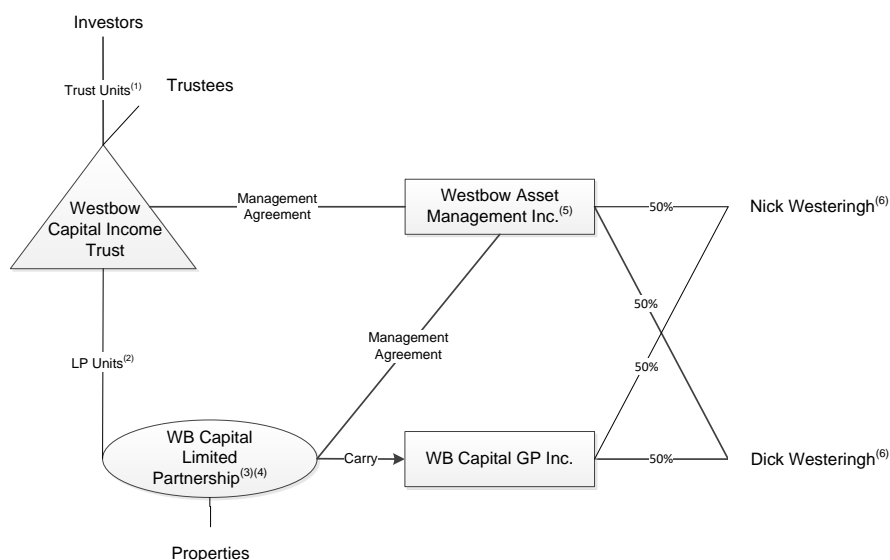 Investors
Trust Units(1)
Trustees
Westbow
Capital Income
Trust
Management
Agreement
Westbow Asset
Management Inc.(5)
50%
Nick Westeringh(6)
50%
Management
Agreement
50%
LP Units(2)
WB Capital
Limited
Partnership(3)(4)
Carry
WB Capital GP Inc.
50%
Dick Westeringh(6)
Properties